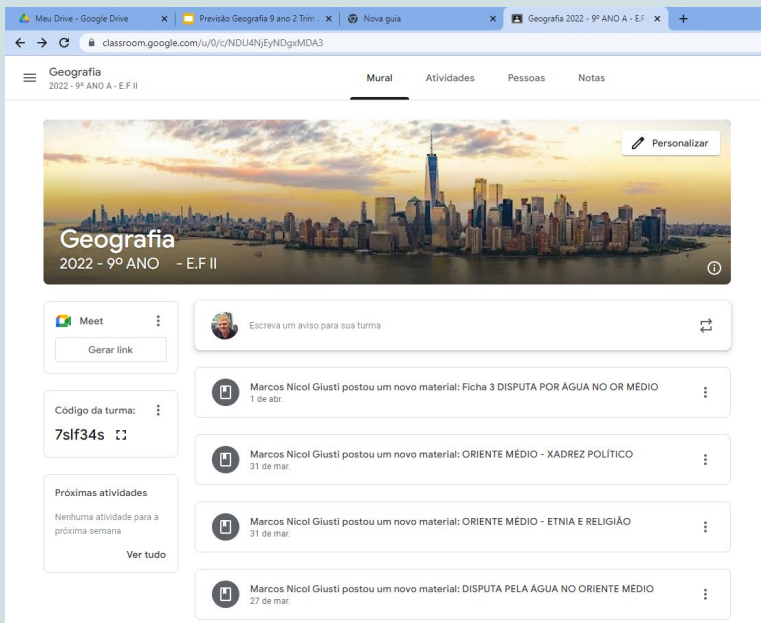 Meu Drive - Google Drive
Previsão Geografia 9 ano 2 Trim
Nova guia
Geografia 2022 - 9º ANO A - E.F
classroom.google.com/u/0/c/NDU4NjEyNDgxMDA3
Geografia
2022 - 9º ANO A - E.F II
Mural
Atividades
Pessoas
Notas
Personalizar
Geografia
2022 - 9º ANO - E.F II
Meet
Gerar link
Código da turma:
7slf34s
Próximas atividades
Nenhuma atividade para a
próxima semana
Ver tudo
Escreva um aviso para sua turma
Marcos Nicol Giusti postou um novo material: Ficha 3 DISPUTA POR ÁGUA NO OR MÉDIO
1 de abr.
Marcos Nicol Giusti postou um novo material: ORIENTE MÉDIO - XADREZ POLÍTICO
31 de mar.
Marcos Nicol Giusti postou um novo material: ORIENTE MÉDIO - ETNIA E RELIGIÃO
31 de mar.
Marcos Nicol Giusti postou um novo material: DISPUTA PELA ÁGUA NO ORIENTE MÉDIO
27 de mar.